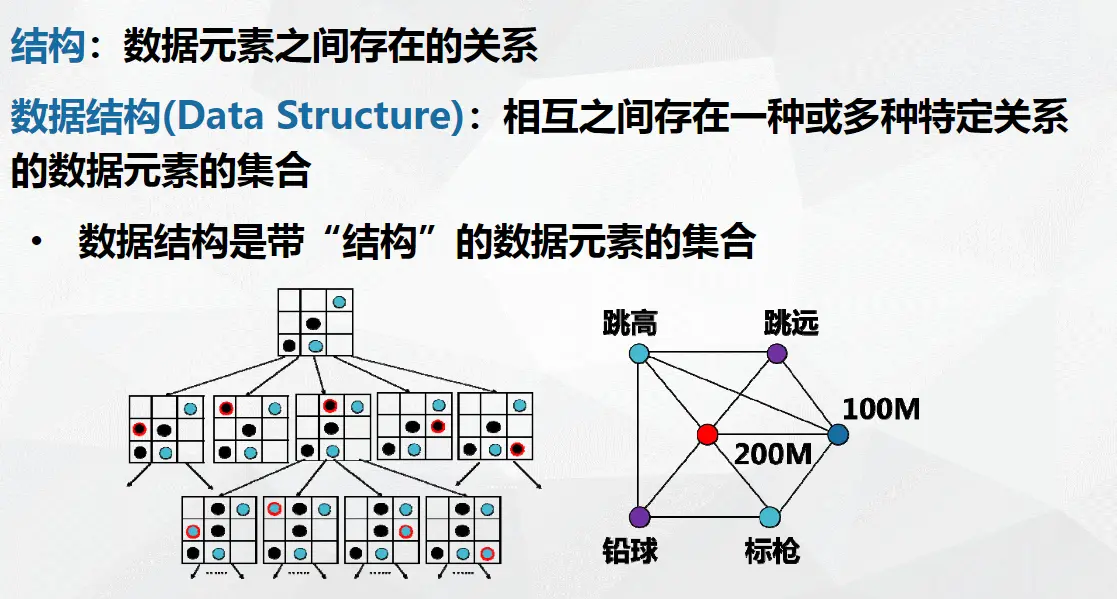 结构：数据元素之间存在的关系
数据结构(Data Structure)：相互之间存在一种或多种特定关系
的数据元素的集合
• 数据结构是带“结构”的数据元素的集合
跳高
跳远
100M
200M
铅球
标枪
......
......
......
......